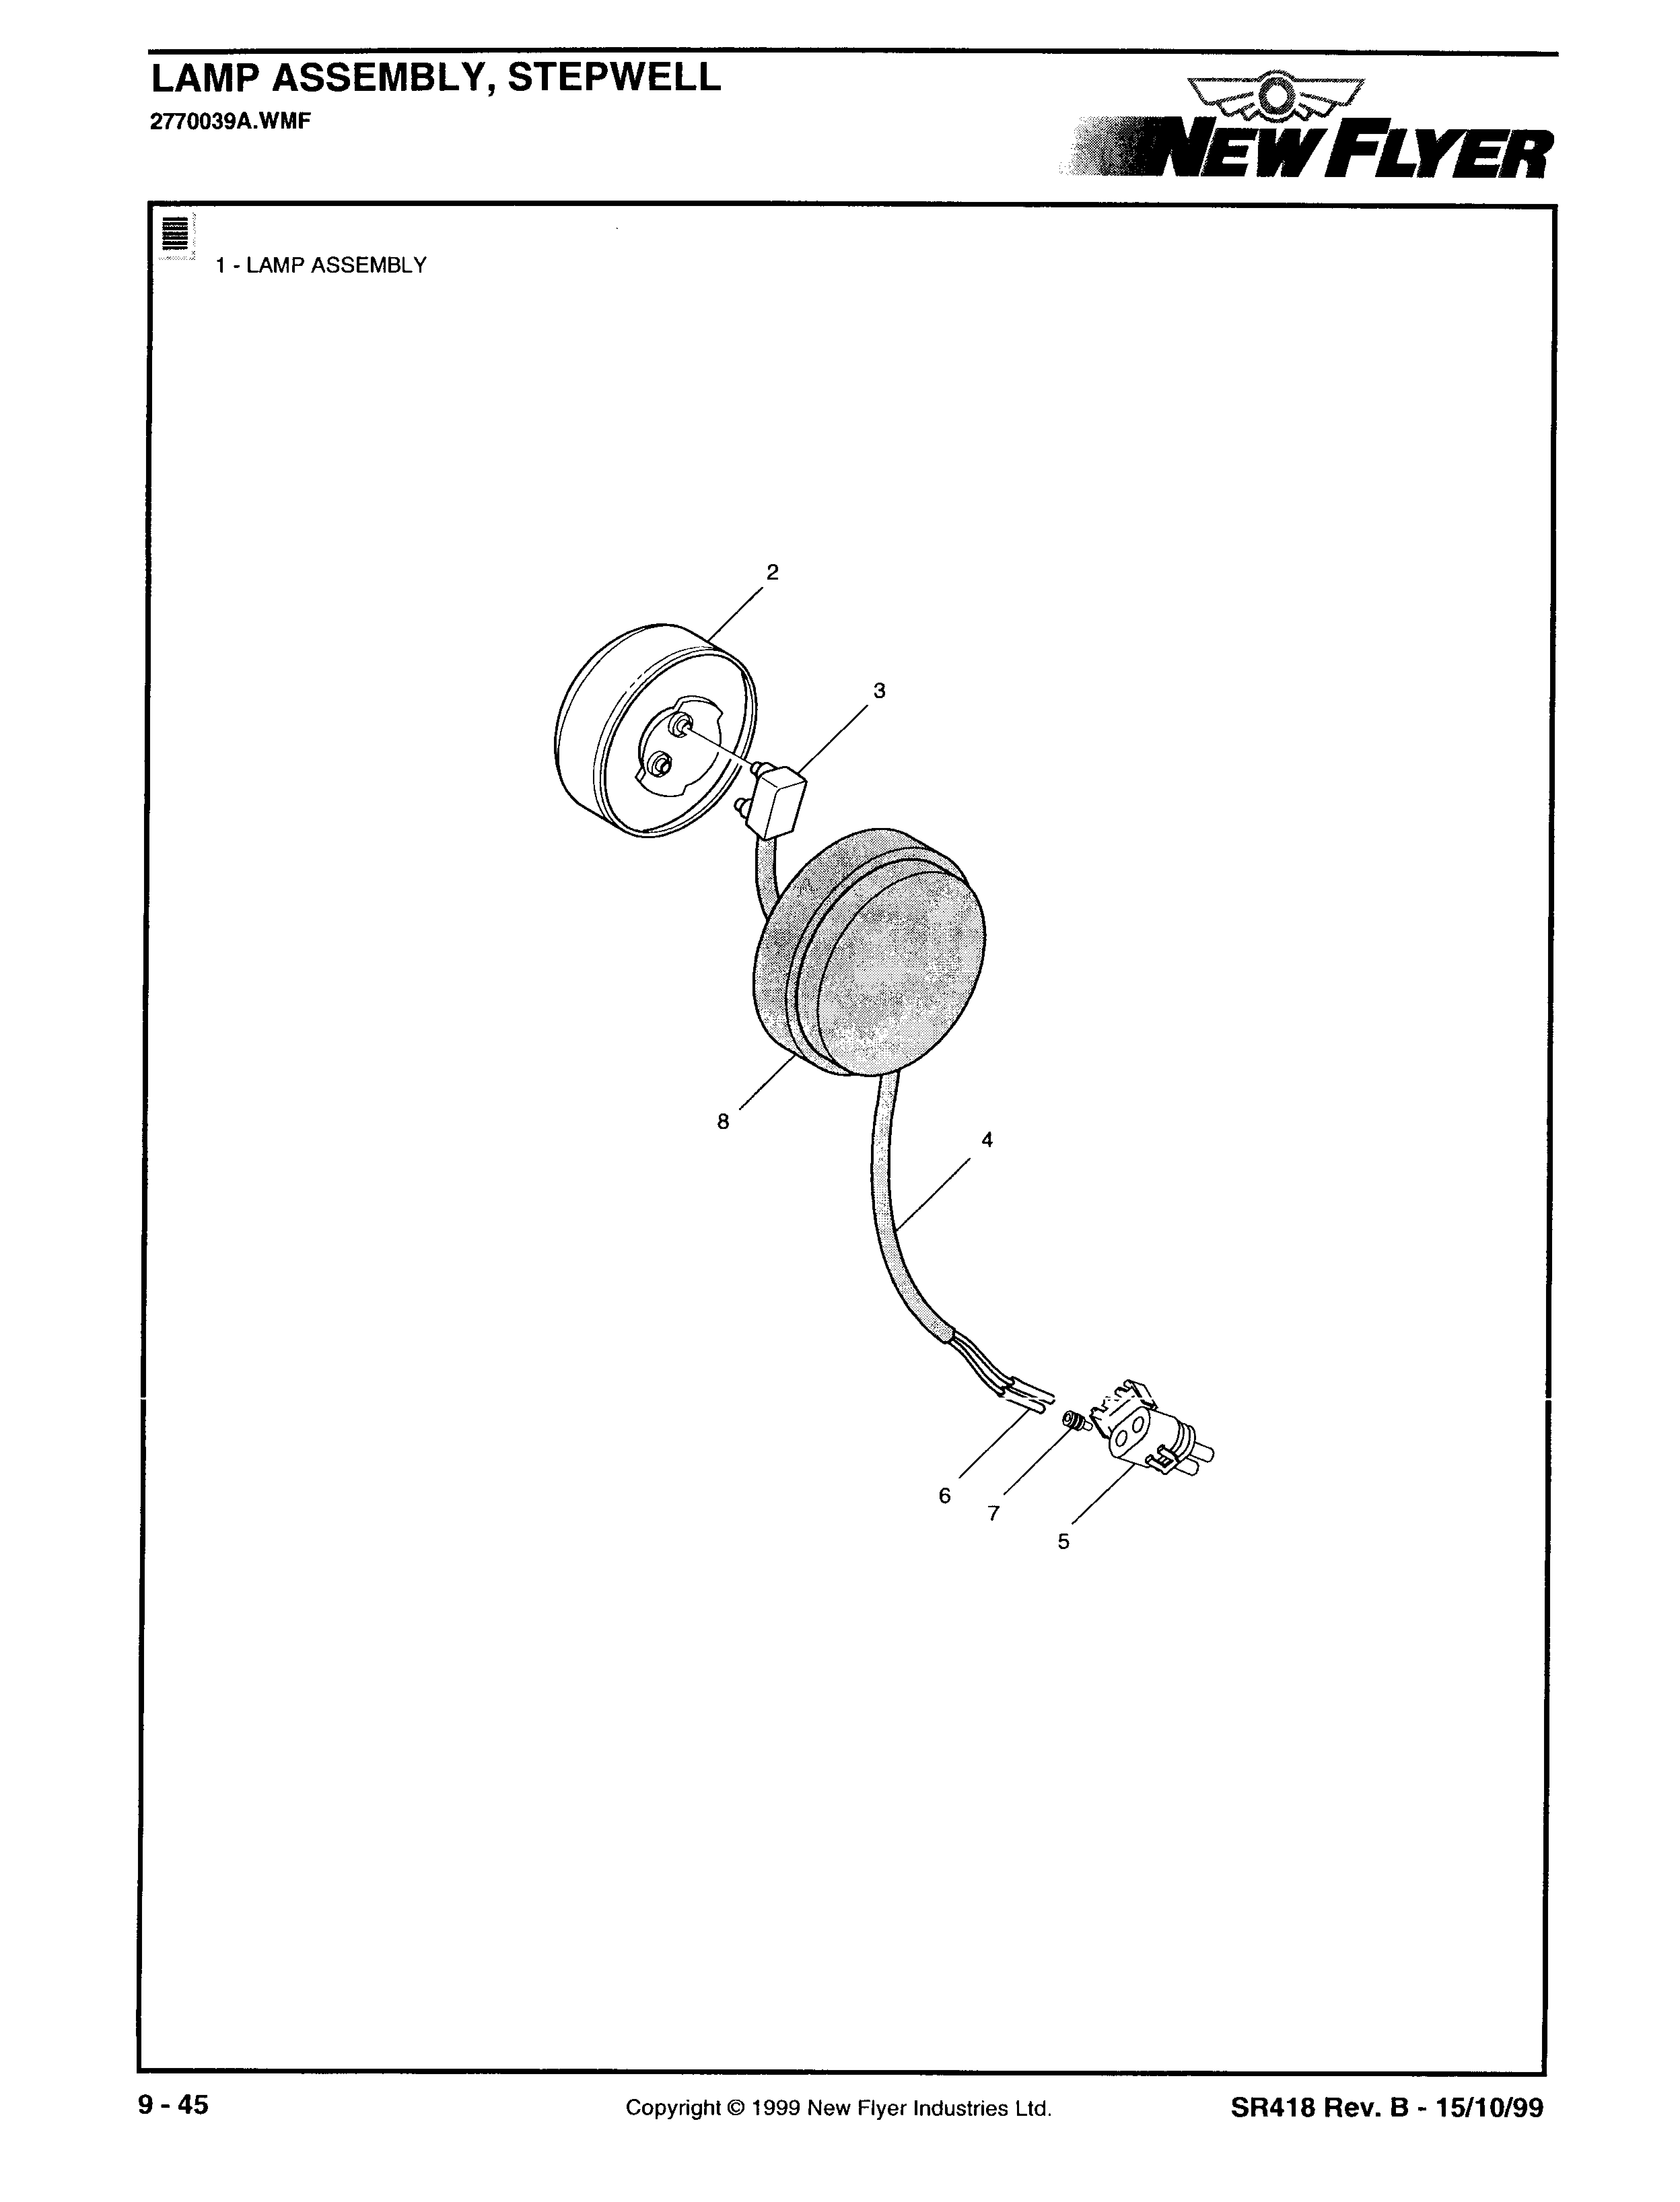 LAMP ASSEMBLY, STEPWELL
2770039A.WMF
NEW FLYER
1 - LAMP ASSEMBLY
2
3
8
4
6
7
5
9 - 45
Copyright © 1999 New Flyer Industries Ltd.
SR418 Rev. B - 15/10/99